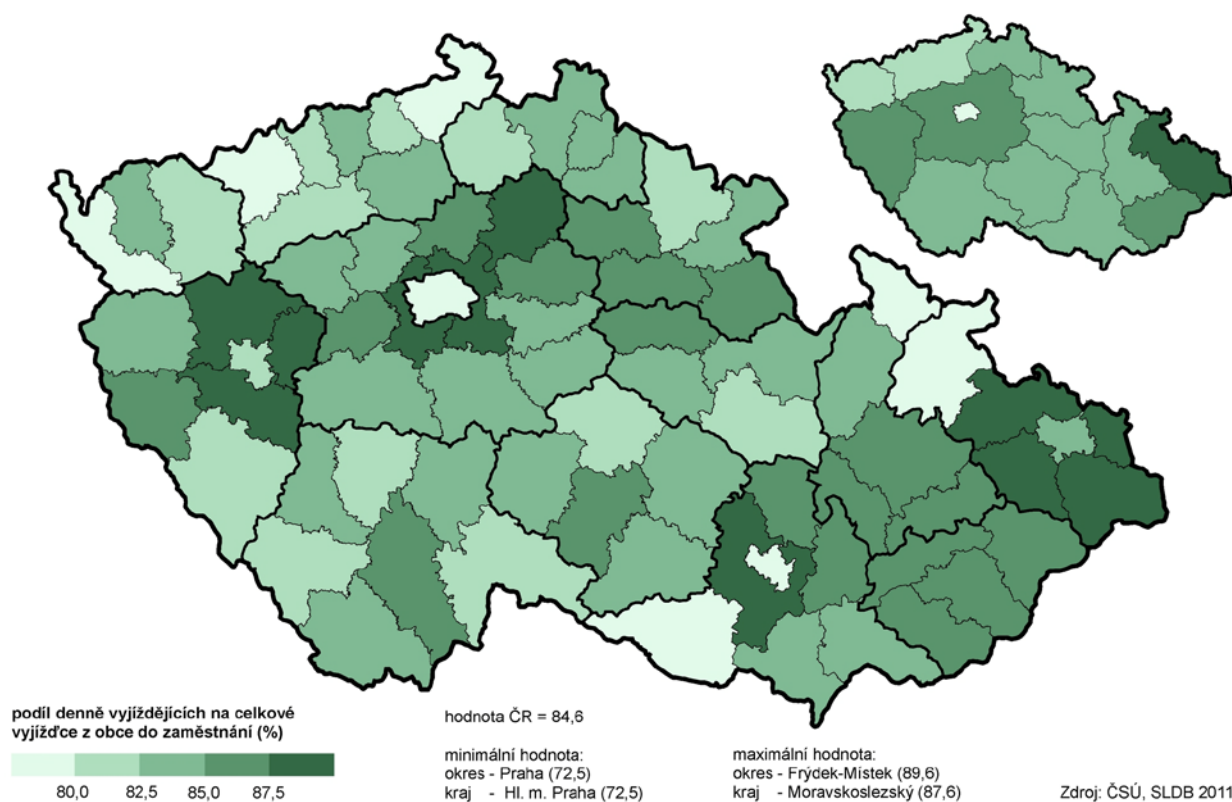 podíl denně vyjíždějících na celkové
vyjížďce z obce do zaměstnání (%)
80,0 82,5 85,0 87,5
hodnota ČR = 84,6
minimální hodnota:
okres - Praha (72,5)
kraj - Hl. m. Praha (72,5)
maximální hodnota:
okres - Frýdek-Místek (89,6)
kraj - Moravskoslezský (87,6)
Zdroj: ČSÚ, SLDB 2011